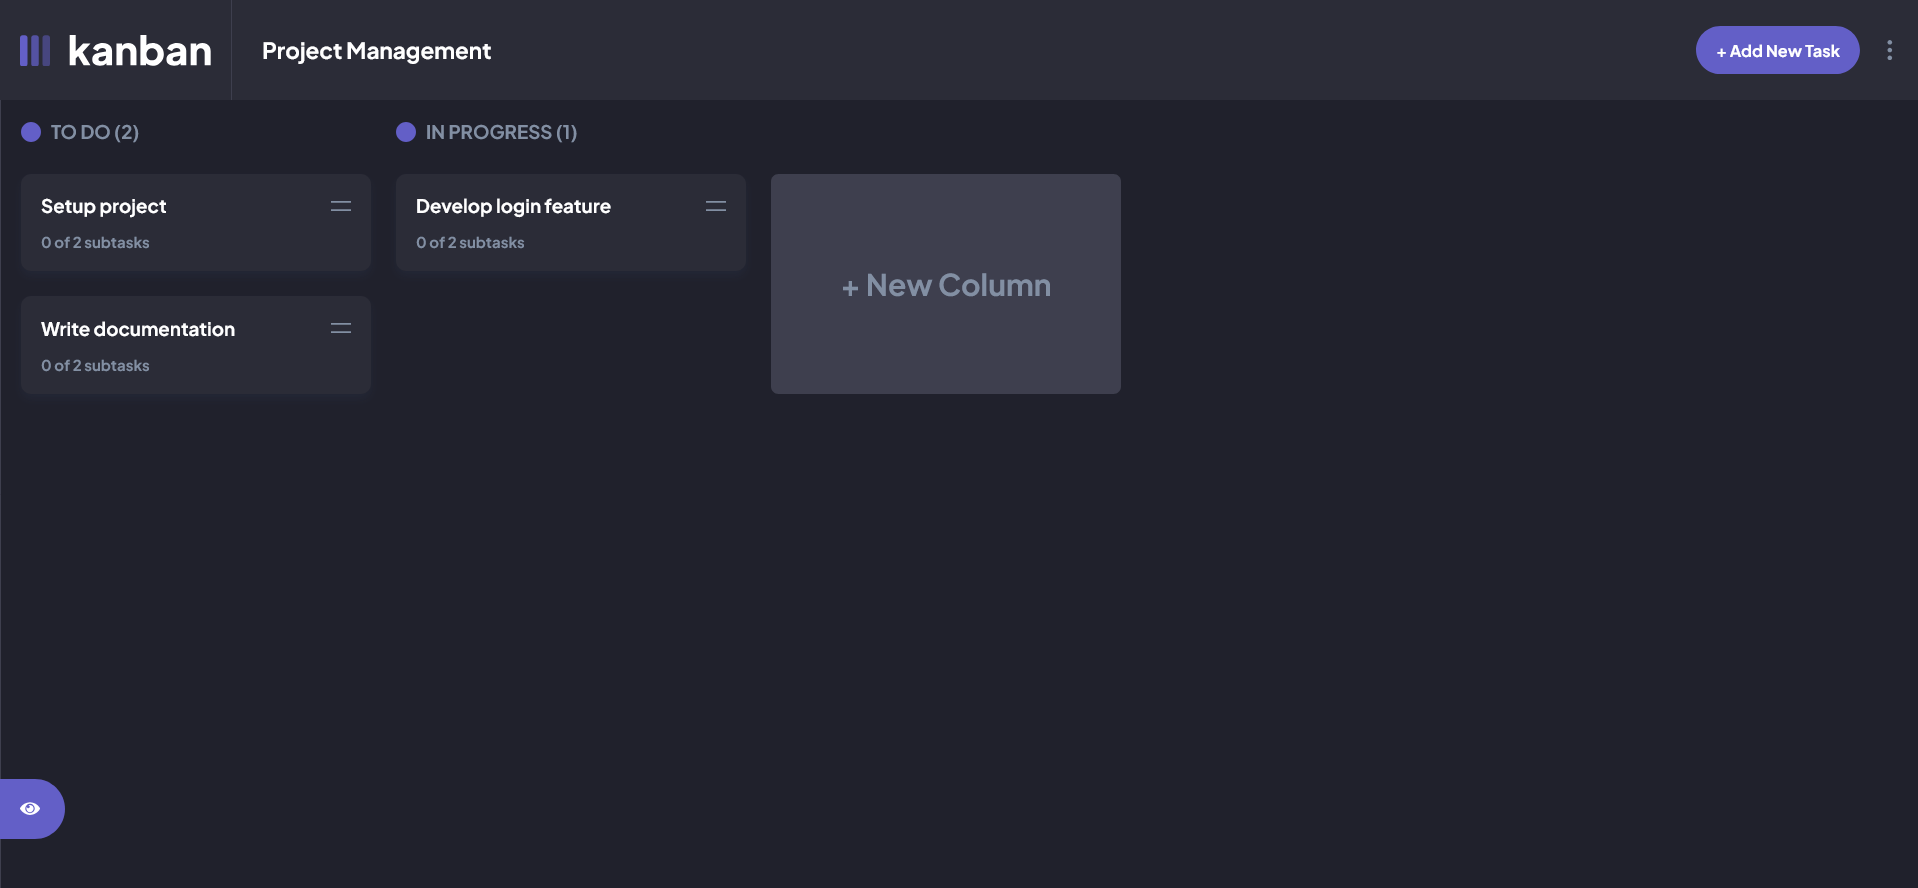 kanban
Project Management
+ Add New Task
TO DO (2)
Setup project
0 of 2 subtasks
Write documentation
0 of 2 subtasks
IN PROGRESS (1)
Develop login feature
0 of 2 subtasks
+ New Column